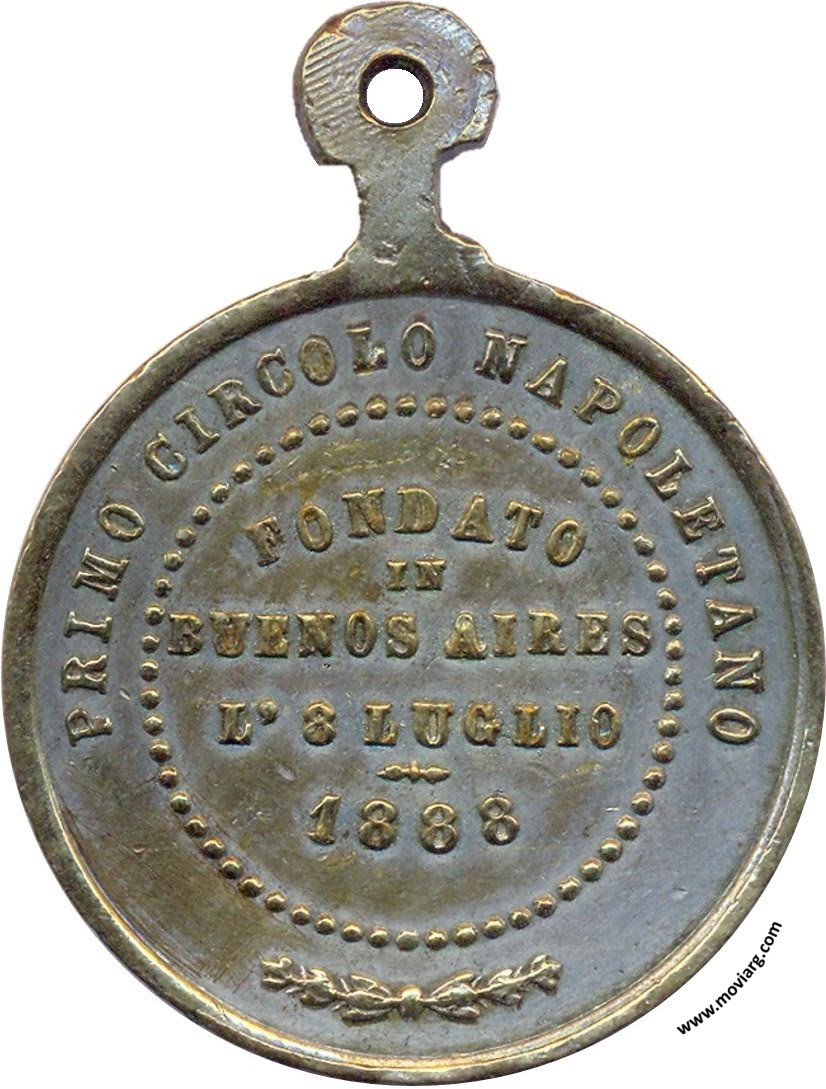 PRIMO CIRCOLO NAPOLETANO
FONDATO
IN
BUENOS AIRES
L' 8 LUGLIO
1888
www.moviarg.com